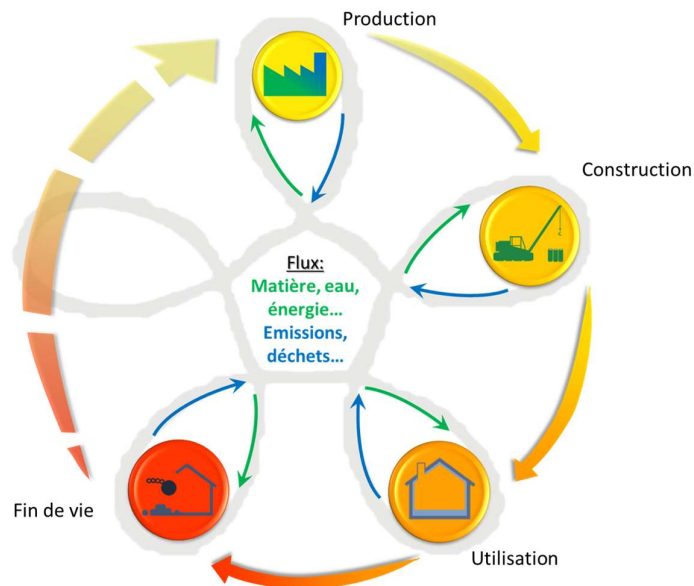 Production
Construction
Flux:
Matière, eau,
énergie...
Emissions,
déchets...
Fin de vie
Utilisation